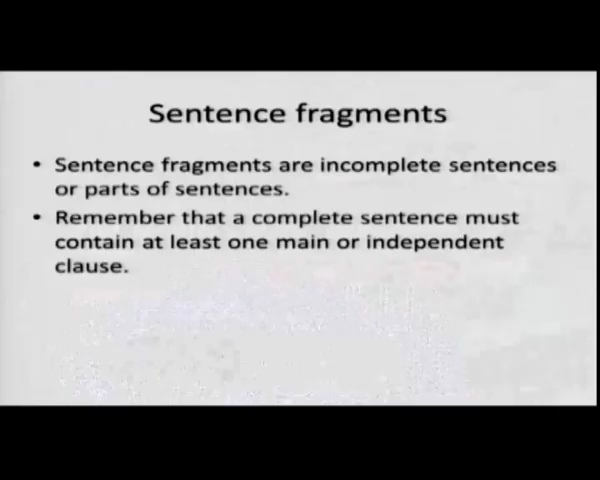 Sentence fragments
• Sentence fragments are incomplete sentences
or parts of sentences.
• Remember that a complete sentence must
contain at least one main or independent
clause.